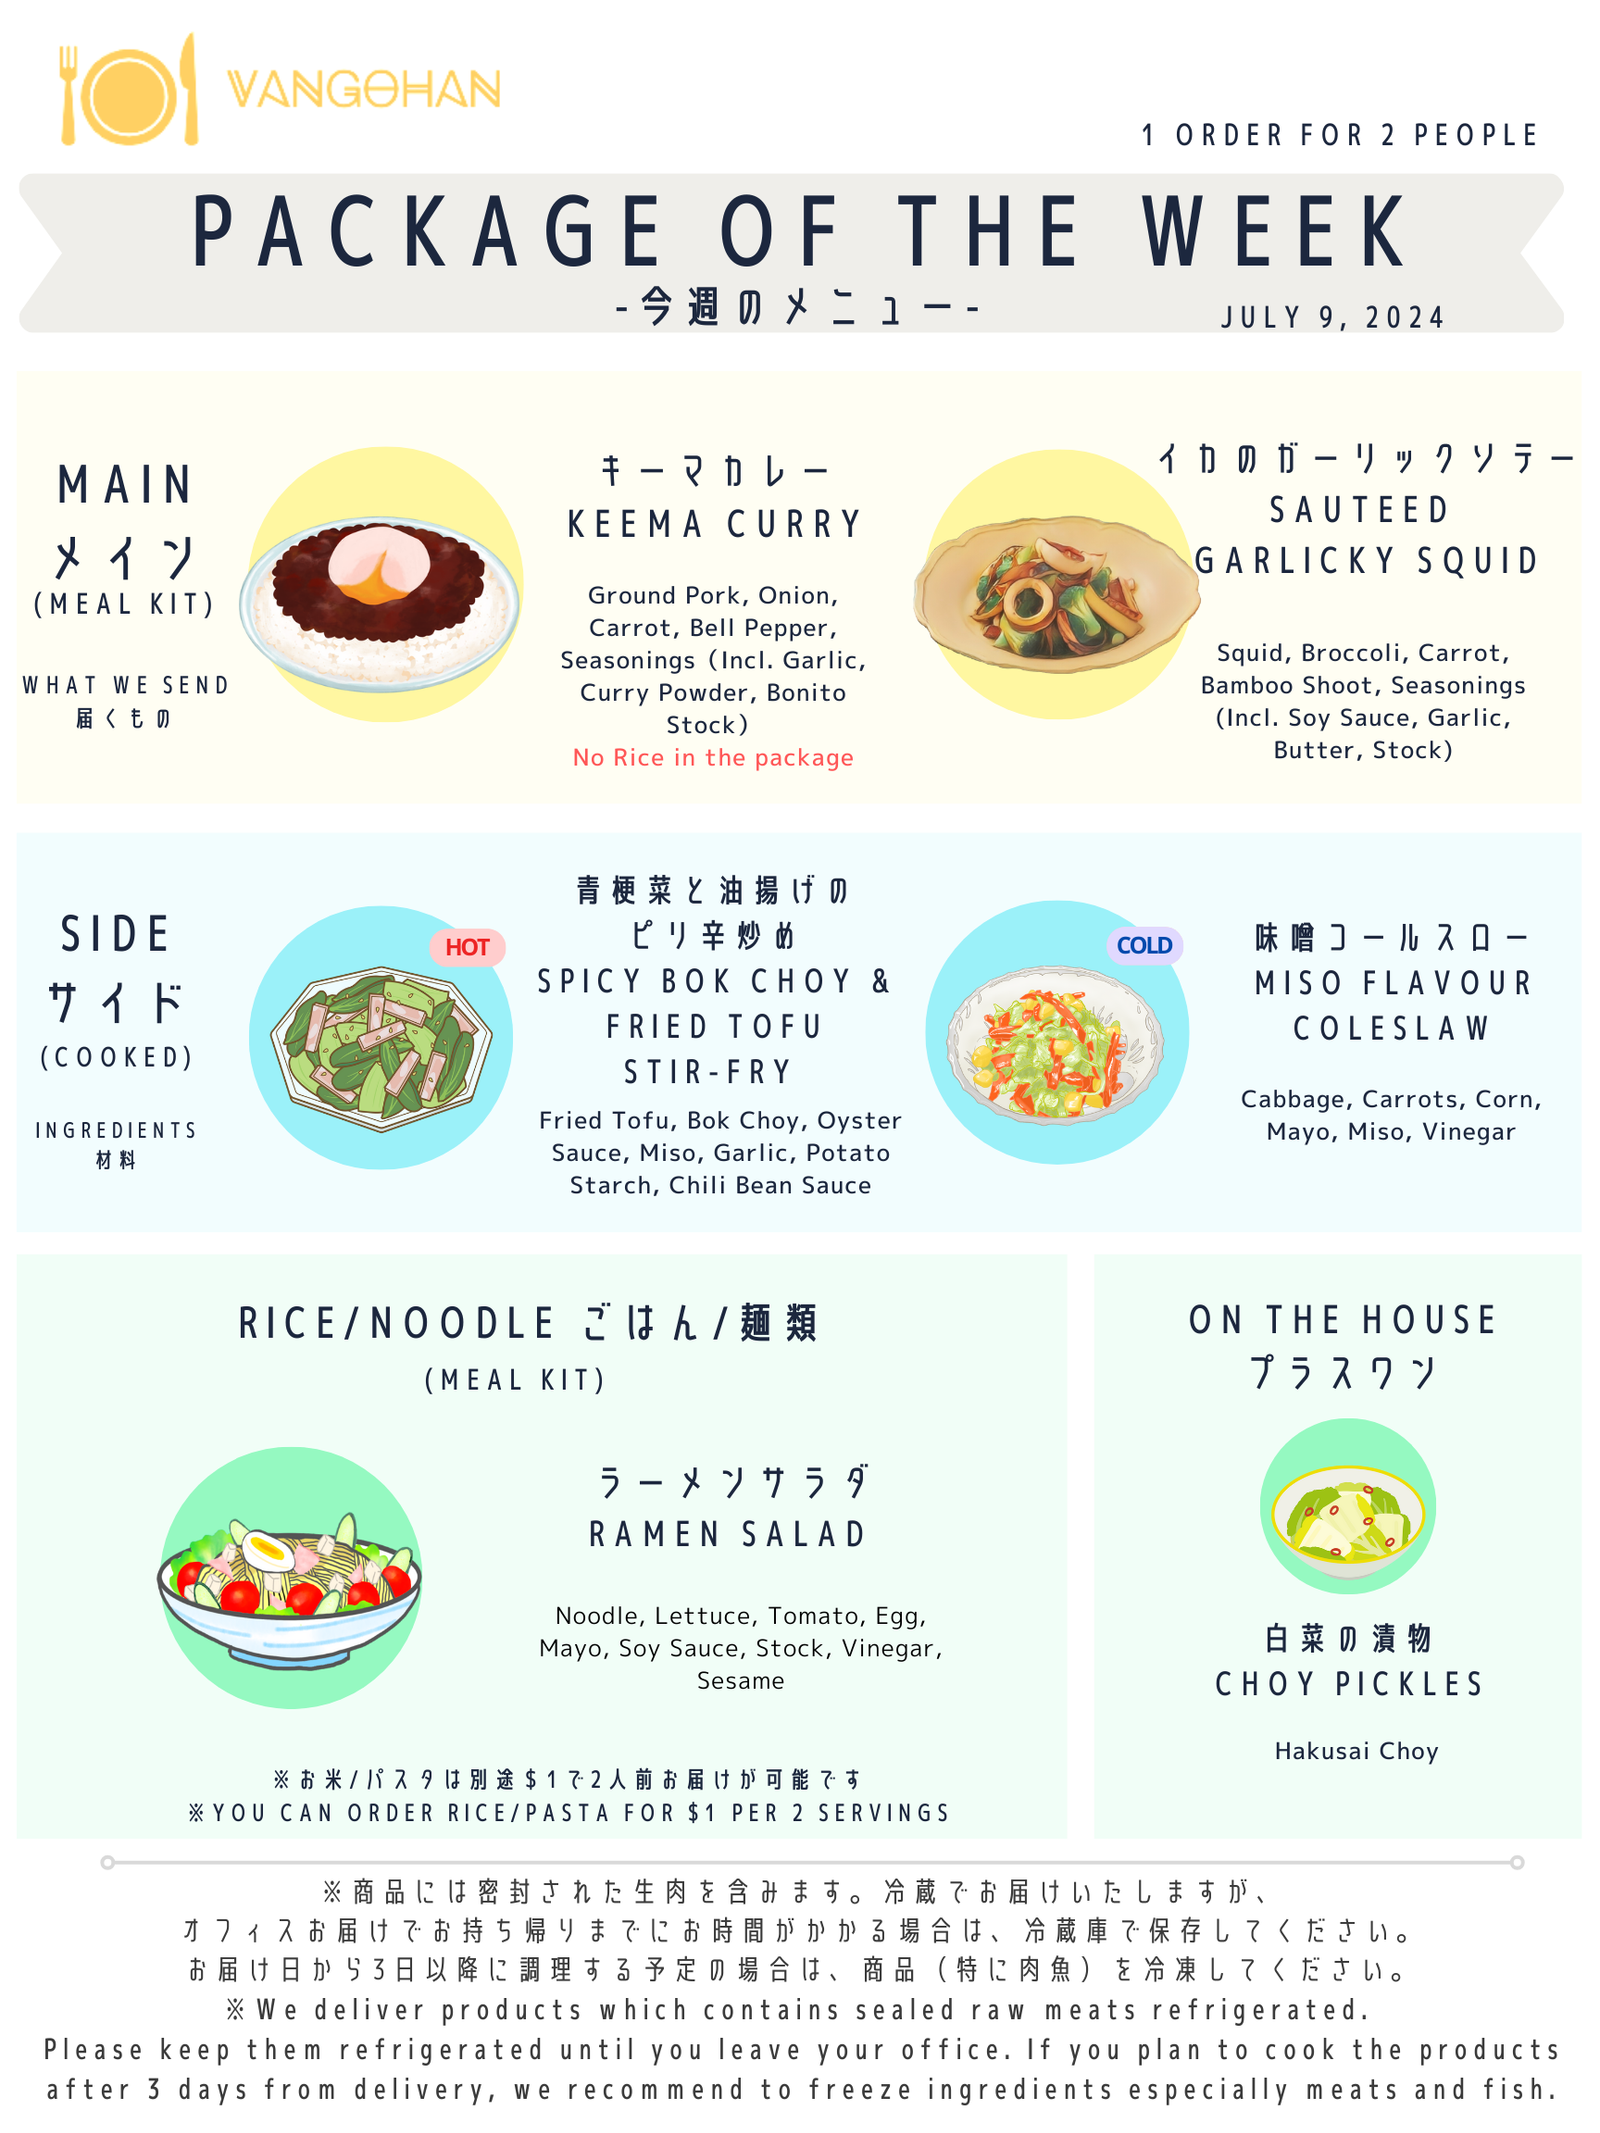 VANGOHAN
1 ORDER FOR 2 PEOPLE
PACKAGE OF THE WEEK
-今週のメニュー-
JULY 9, 2024
MAIN
メイン
(MEAL KIT)
WHAT WE SEND
届くもの
キーマカレー
KEEMA CURRY
Ground Pork, Onion,
Carrot, Bell Pepper,
Seasonings (Incl. Garlic,
Curry Powder, Bonito
Stock)
No Rice in the package
イカのガーリックソテー
SAUTEED
GARLICKY SQUID
Squid, Broccoli, Carrot,
Bamboo Shoot, Seasonings
(Incl. Soy Sauce, Garlic,
Butter, Stock)
SIDE
サイド
(COOKED)
INGREDIENTS
材料
HOT
青梗菜と油揚げの
ピリ辛炒め
SPICY BOK CHOY &
FRIED TOFU
STIR-FRY
Fried Tofu, Bok Choy, Oyster
Sauce, Miso, Garlic, Potato
Starch, Chili Bean Sauce
COLD
味噌コールスロー
MISO FLAVOUR
COLESLAW
Cabbage, Carrots, Corn,
Mayo, Miso, Vinegar
RICE/NOODLE ごはん/麺類
(MEAL KIT)
ラーメンサラダ
RAMEN SALAD
Noodle, Lettuce, Tomato, Egg,
Mayo, Soy Sauce, Stock, Vinegar,
Sesame
※お米/パスタは別途$1で2人前お届けが可能です
※YOU CAN ORDER RICE/PASTA FOR $1 PER 2 SERVINGS
ON THE HOUSE
プラスワン
白菜の漬物
CHOY PICKLES
Hakusai Choy
※商品には密封された生肉を含みます。冷蔵でお届けいたしますが、
オフィスお届けでお持ち帰りまでにお時間がかかる場合は、冷蔵庫で保存してください。
お届け日から3日以降に調理する予定の場合は、商品（特に肉魚）を冷凍してください。
※We deliver products which contains sealed raw meats refrigerated.
Please keep them refrigerated until you leave your office. If you plan to cook the products
after 3 days from delivery, we recommend to freeze ingredients especially meats and fish.